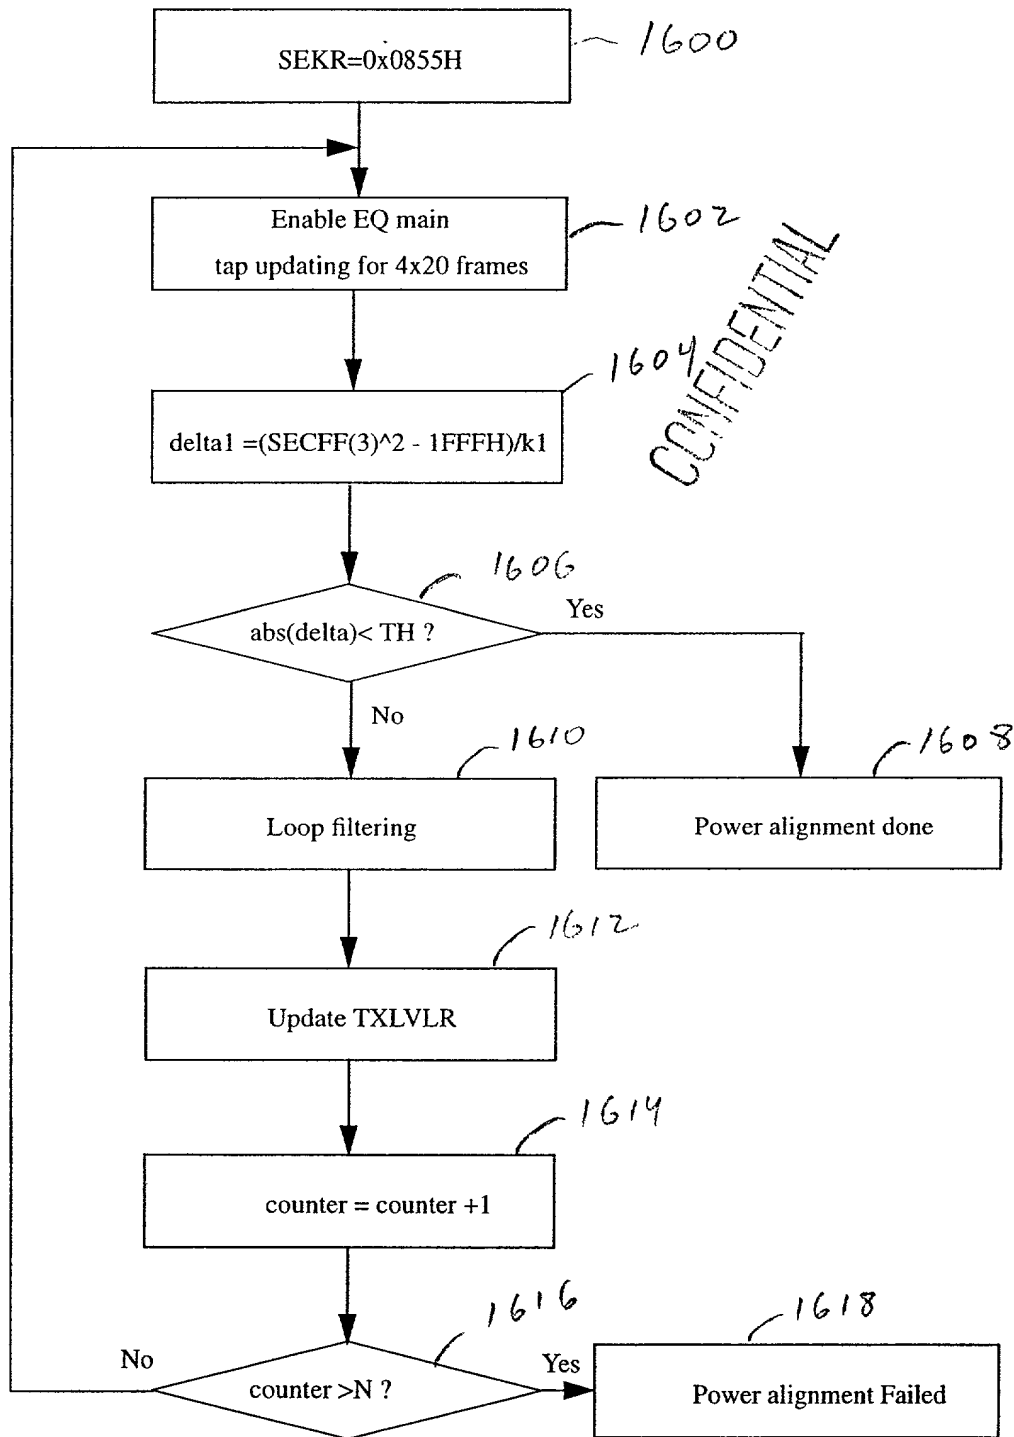 SEKR=0x0855H
1600
Enable EQ main
tap updating for 4x20 frames
1602
CONFIDENTIAL
delta1 =(SECFF(3)^2 - 1FFFH)/k1
1604
abs(delta)< TH ?
1606
Yes
No
Loop filtering
1610
Power alignment done
1608
Update TXLVLR
1612
counter = counter +1
1614
counter >N ?
1616
No
Yes
Power alignment Failed
1618